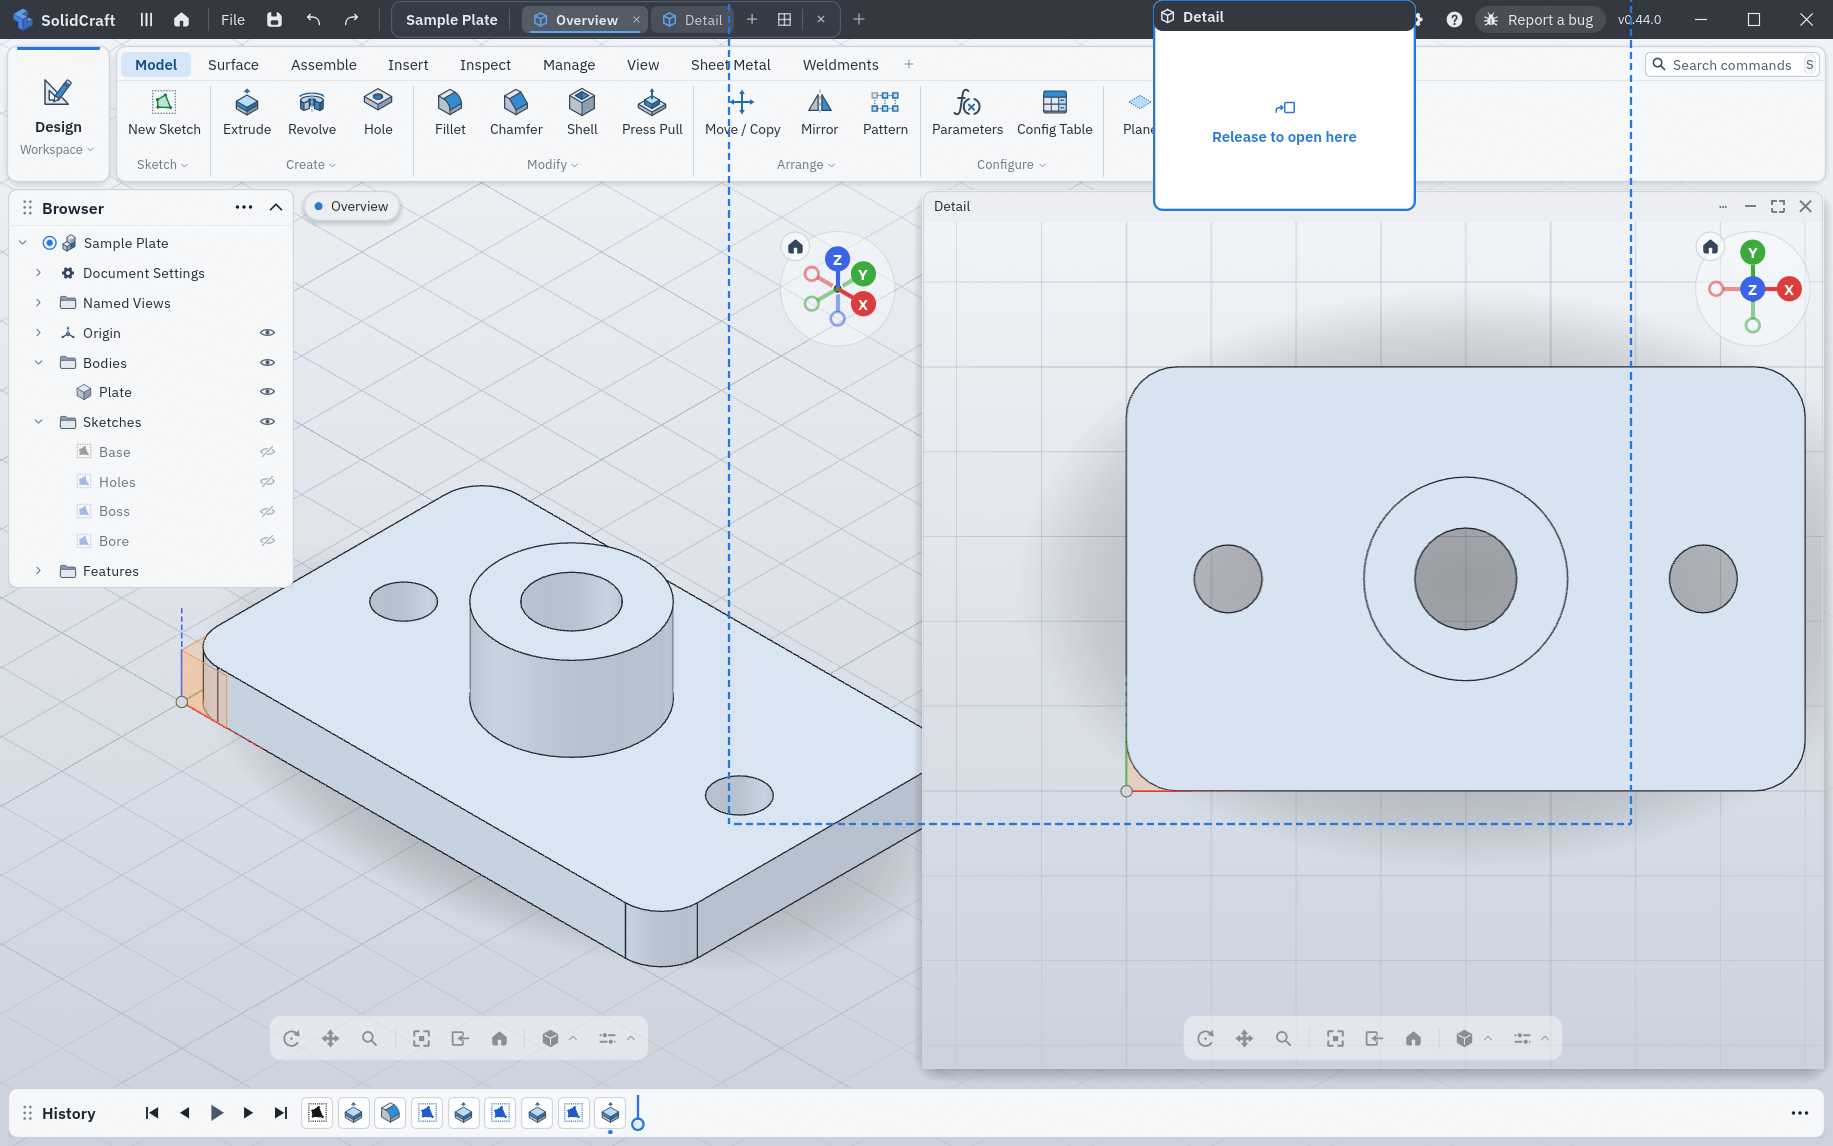 SolidCraft
File
Sample Plate
Overview
Detail
Detail
Report a bug
v0.44.0
Release to open here
Design
Workspace
Model
Surface
Assemble
Insert
Inspect
Manage
View
Sheet Metal
Weldments
Search commands
S
New Sketch
Extrude
Revolve
Hole
Fillet
Chamfer
Shell
Press Pull
Move / Copy
Mirror
Pattern
Parameters
Config Table
Plane
Sketch
Create
Modify
Arrange
Configure
Browser
Sample Plate
Document Settings
Named Views
Origin
Bodies
Plate
Sketches
Base
Holes
Boss
Bore
Features
Overview
Z
Y
X
Detail
Y
Z
X
History